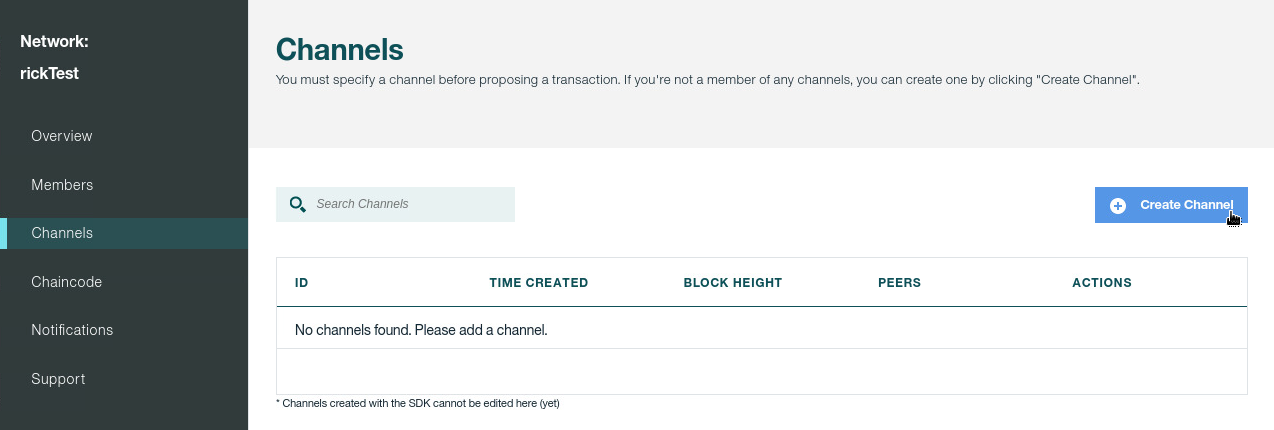 Network:
rickTest
Overview
Members
Channels
Chaincode
Notifications
Support
Channels
You must specify a channel before proposing a transaction. If you're not a member of any channels, you can create one by clicking "Create Channel".
Search Channels
Create Channel
ID TIME CREATED BLOCK HEIGHT PEERS ACTIONS
No channels found. Please add a channel.
* Channels created with the SDK cannot be edited here (yet)